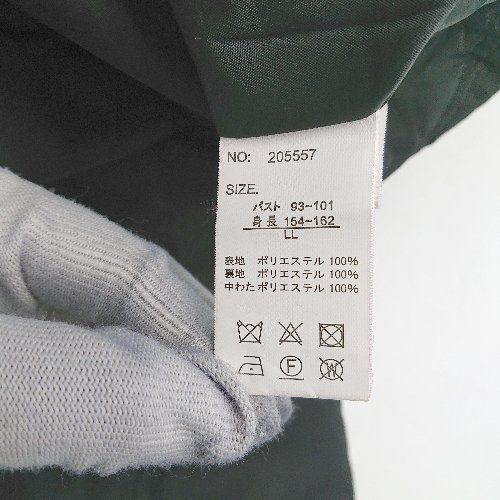 NO: 205557
SIZE.
バスト 93~101
身長 154~162
LL
表地 ポリエステル 100%
裏地 ポリエステル 100%
中わた ポリエステル 100%
F
W